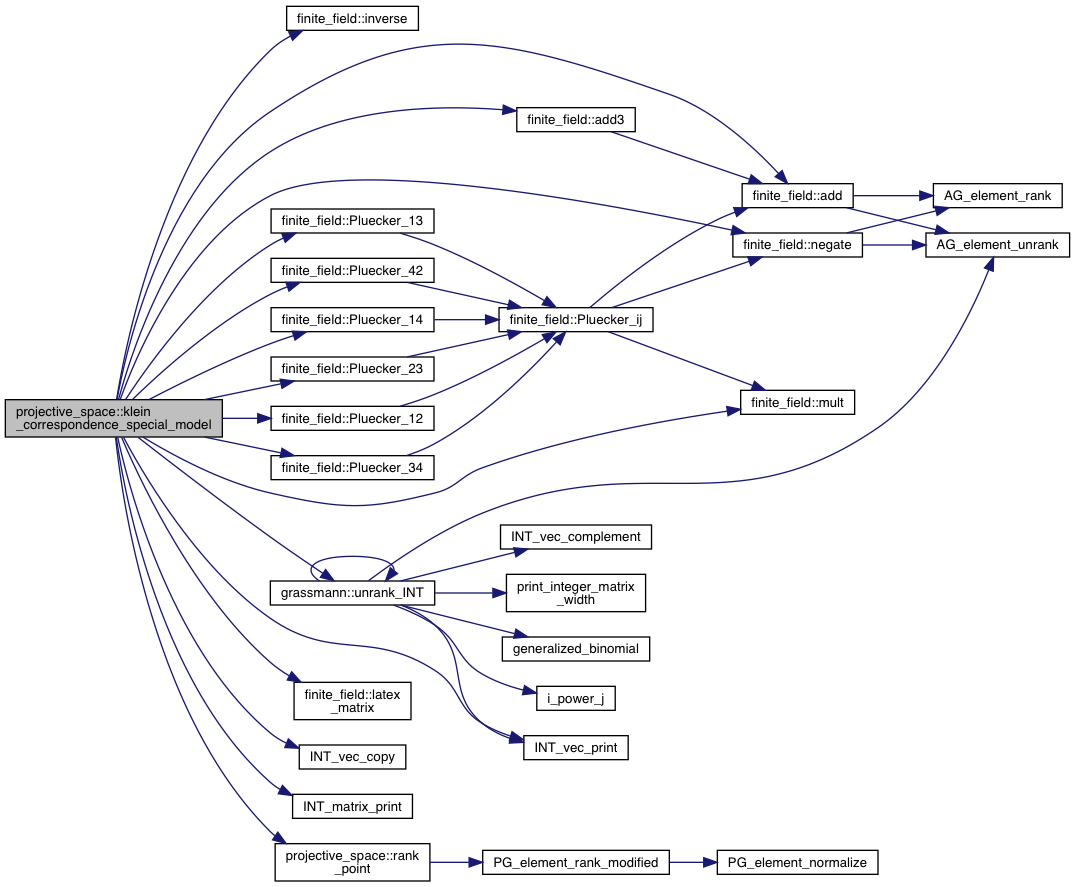 finite_field::inverse
finite_field::add3
finite_field::add
AG_element_rank
finite_field::Pluecker_13
finite_field::negate
AG_element_unrank
finite_field::Pluecker_42
finite_field::Pluecker_14
finite_field::Pluecker_ij
finite_field::Pluecker_23
finite_field::mult
projective_space::klein
_correspondence_special_model
finite_field::Pluecker_12
finite_field::Pluecker_34
INT_vec_complement
grassmann::unrank_INT
print_integer_matrix
_width
generalized_binomial
finite_field::latex
_matrix
i_power_j
INT_vec_print
INT_vec_copy
INT_matrix_print
projective_space::rank
_point
PG_element_rank_modified
PG_element_normalize